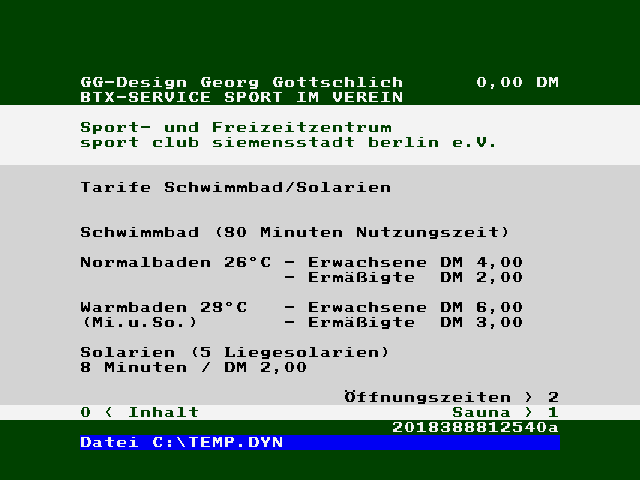 GG-Design Georg Gottschlich 0,00 DM
BTX-SERVICE SPORT IM VEREIN
Sport- und Freizeitzentrum
sport club siemensstadt berlin e.V.
Tarife Schwimmbad/Solarien
Schwimmbad (90 Minuten Nutzungszeit)
Normalbaden 26°C - Erwachsene DM 4,00
- Ermäßigte DM 2,00
Warmbaden 28°C - Erwachsene DM 6,00
(Mi.u.So.) - Ermäßigte DM 3,00
Solarien (5 Liegesolarien)
8 Minuten / DM 2,00
Öffnungszeiten > 2
0 < Inhalt Sauna > 1
2018388812540a
Datei C:\TEMP.DYN